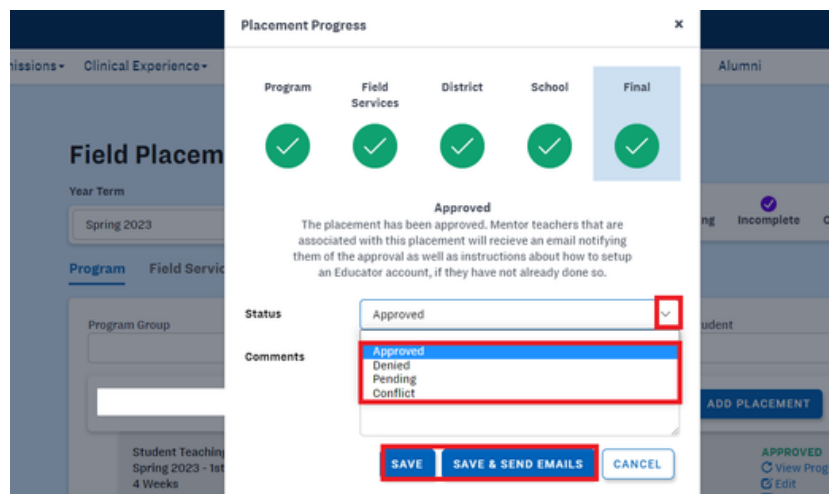 Placement Progress
×
Clinical Experience
Alumni
Program
Field Services
District
School
Final
Field Placem
Year Term
Spring 2023
Approved
The placement has been approved. Mentor teachers that are
associated with this placement will recieve an email notifying
them of the approval as well as instructions about how to setup
an Educator account, if they have not already done so.
Incomplete
Program Field Servic
Status
Approved
Program Group
Comments
Approved
Denied
Pending
Conflict
ADD PLACEMENT
SAVE
SAVE & SEND EMAILS
CANCEL
Student Teaching
Spring 2023 - 1st
4 Weeks
APPROVED
View Prog
Edit